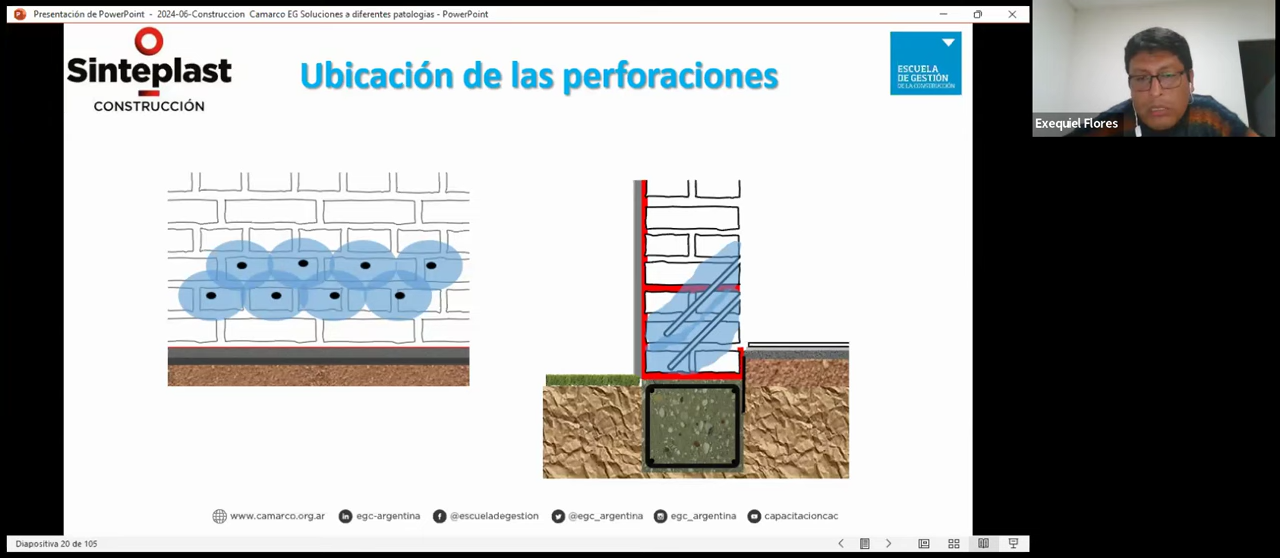 Presentación de PowerPoint - 2024-06-Construccion Camarco EG Soluciones a diferentes patologias - PowerPoint
Sinteplast
CONSTRUCCIÓN
Ubicación de las perforaciones
ESCUELA
DE GESTIÓN
DE LA CONSTRUCCIÓN
Exequiel Flores
www.camarco.org.ar egc-argentina @escueladegestion @egc_argentina egc_argentina capacitacioncac
Diapositiva 20 de 105